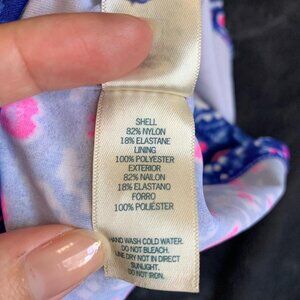 SHELL
82% NYLON
18% ELASTANE
LINING
100% POLYESTER
EXTERIOR
82% NAILON
18% ELASTANO
FORRO
100% POLIÉSTER
HAND WASH COLD WATER.
DO NOT BLEACH.
LINE DRY NOT IN DIRECT
SUNLIGHT.
DO NOT IRON.